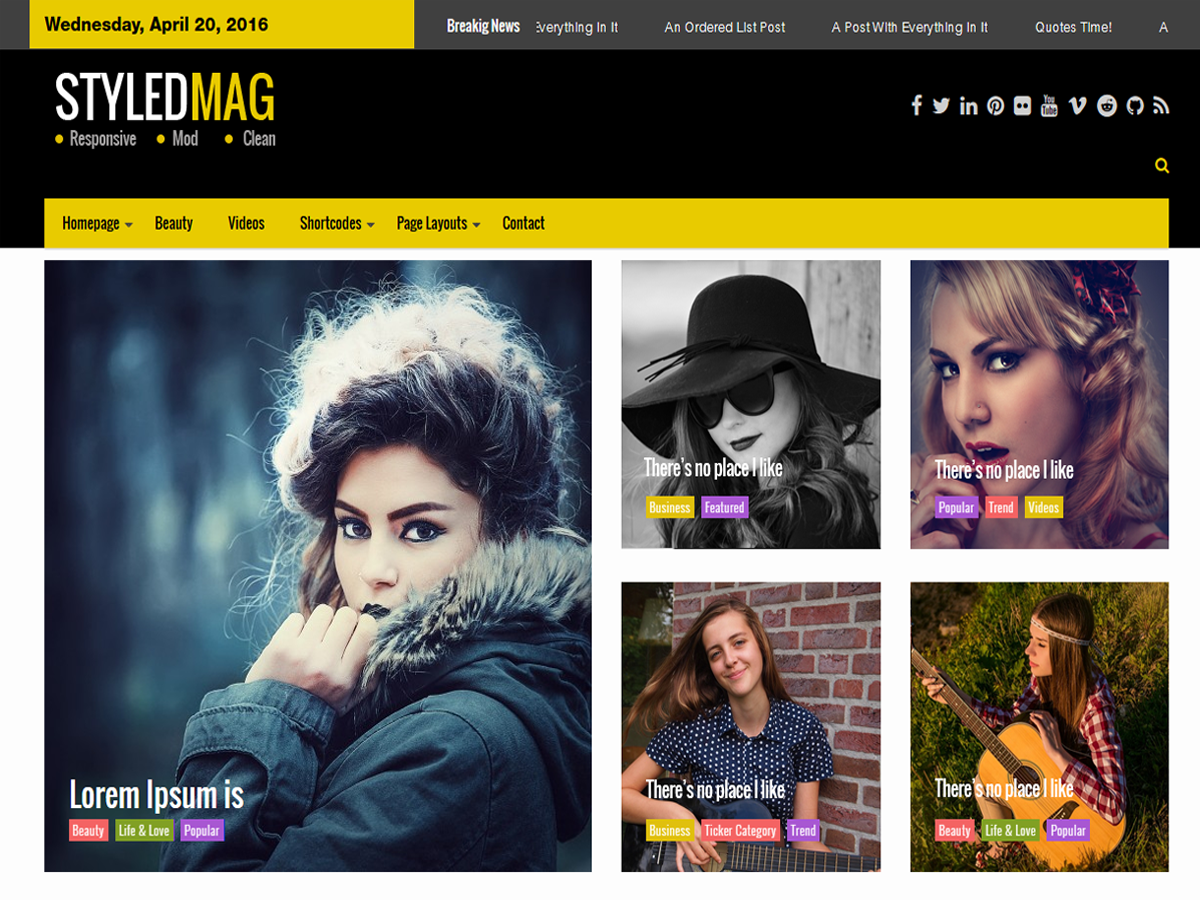 Wednesday, April 20, 2016
Breakig News Everything In It An Ordered List Post A Post With Everything In It Quotes TIme! A
STYLEDMAG
Responsive Mod Clean
You Tube
Homepage Beauty Videos Shortcodes Page Layouts Contact
Lorem Ipsum is
Beauty Life & Love Popular
There's no place I like
Business Featured
There's no place I like
Popular Trend Videos
There's no place I like
Business Ticker Category Trend
There's no place I like
Beauty Life & Love Popular